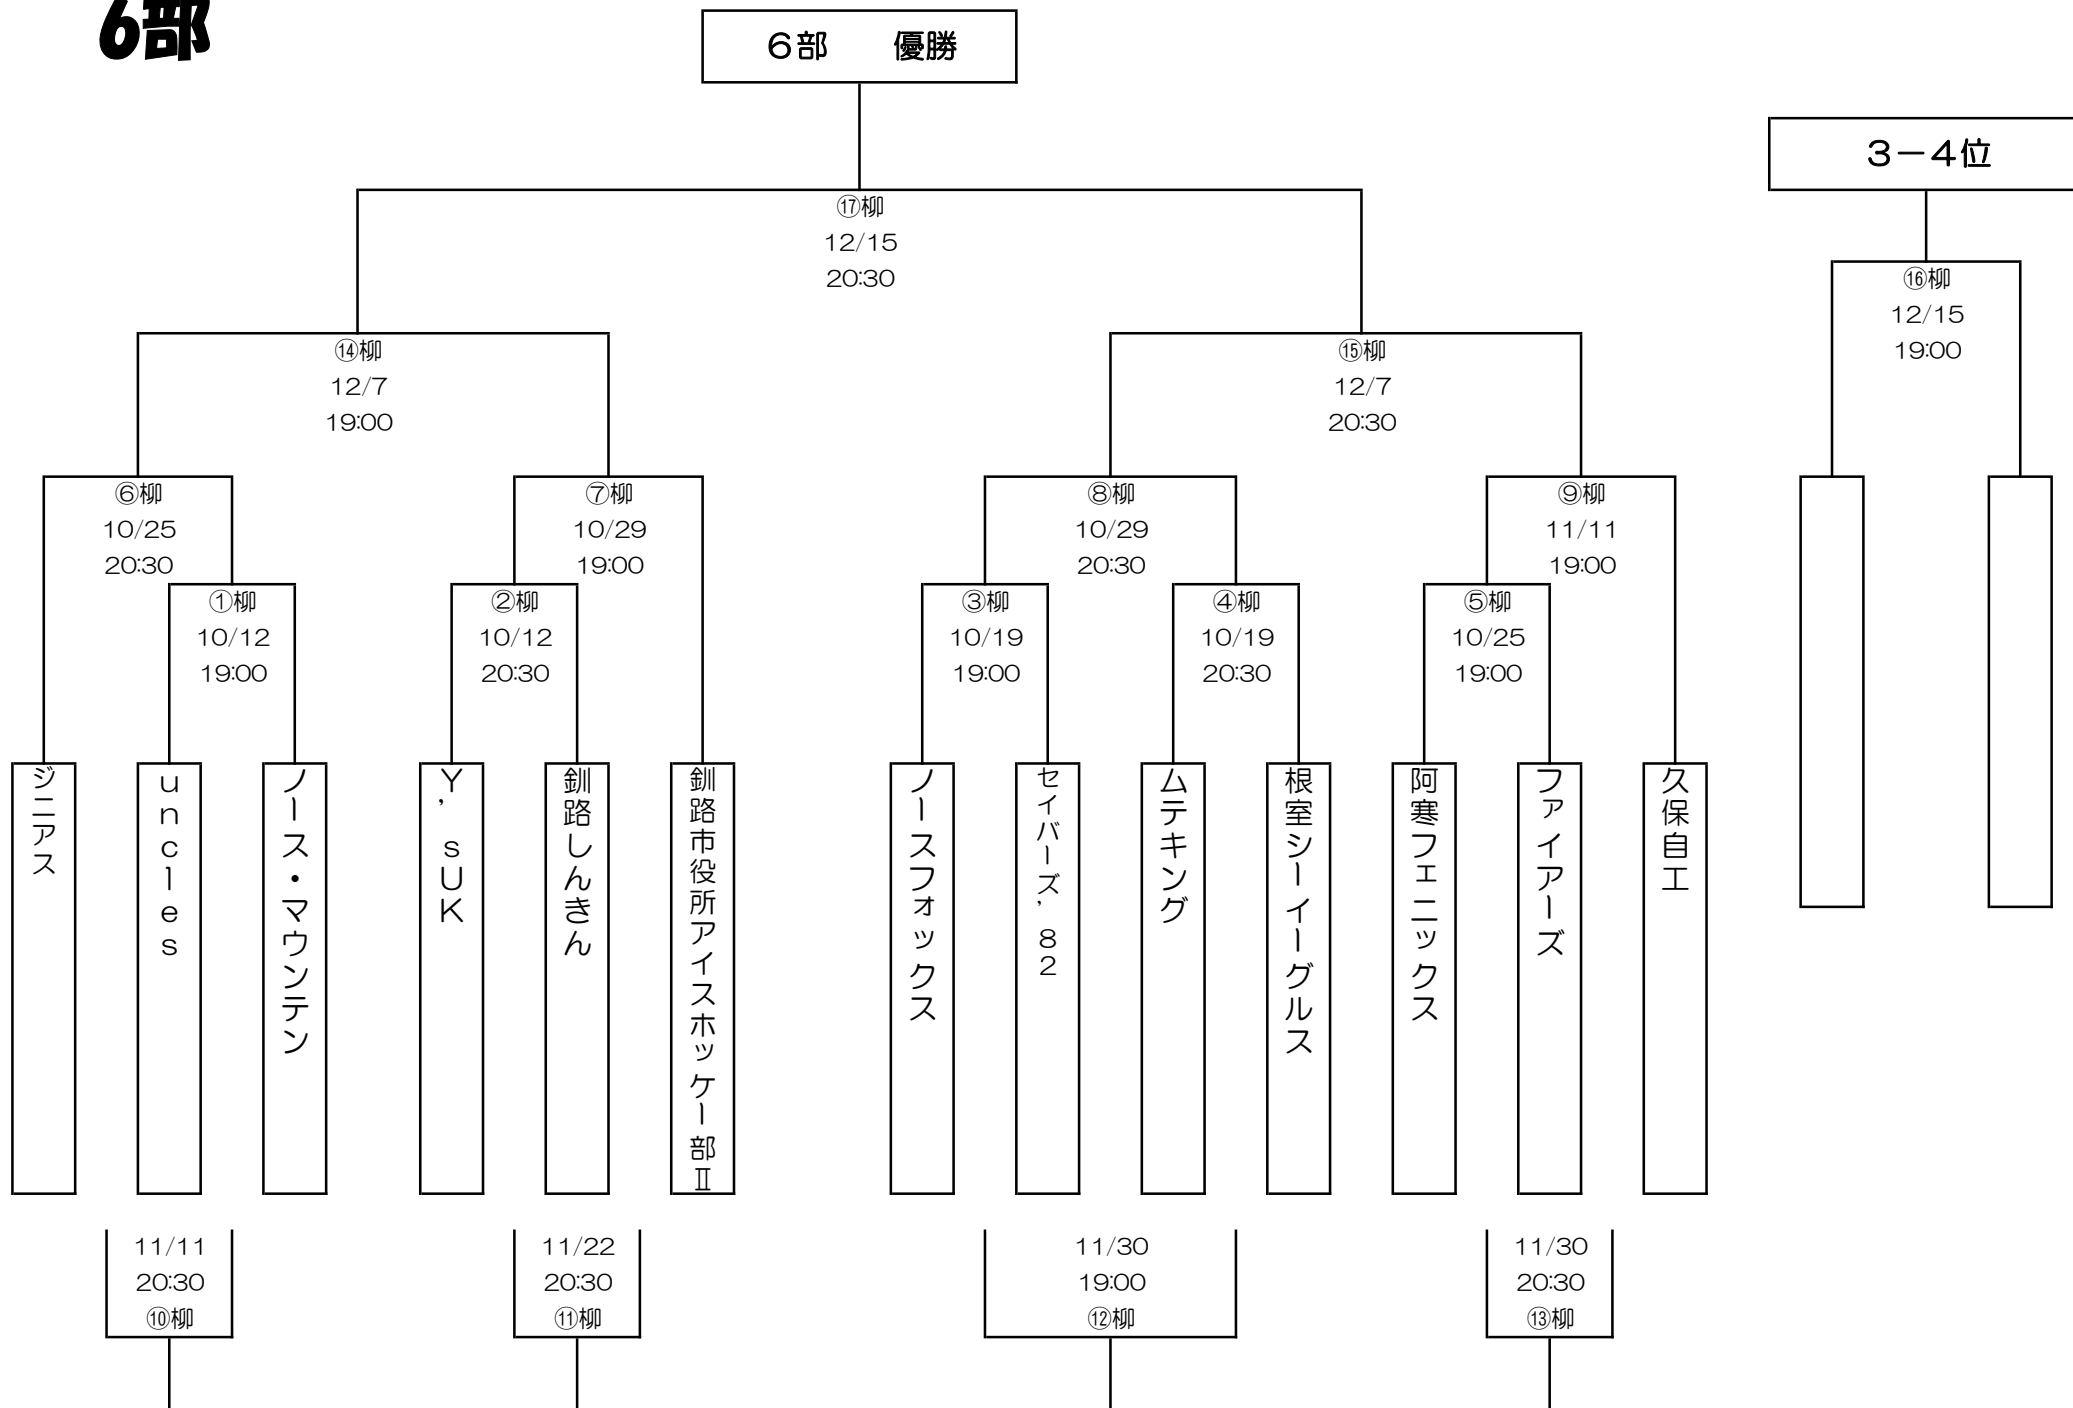 6部
６部　　優勝
３－４位
⑰柳
12/15
20:30
⑯柳
12/15
19:00
⑭柳
12/7
19:00
⑮柳
12/7
20:30
⑥柳
10/25
20:30
⑦柳
10/29
19:00
⑧柳
10/29
20:30
⑨柳
11/11
19:00
①柳
10/12
19:00
②柳
10/12
20:30
③柳
10/19
19:00
④柳
10/19
20:30
⑤柳
10/25
19:00
ジニアス
uncles
ノース・マウンテン
Y’sUK
釧路しんきん
釧路市役所アイスホッケー部Ⅱ
ノースフォックス
セイバーズ’82
ムテキング
根室シーイーグルス
阿寒フェニックス
ファイアーズ
久保自工
11/11
20:30
⑩柳
11/22
20:30
⑪柳
11/30
19:00
⑫柳
11/30
20:30
⑬柳